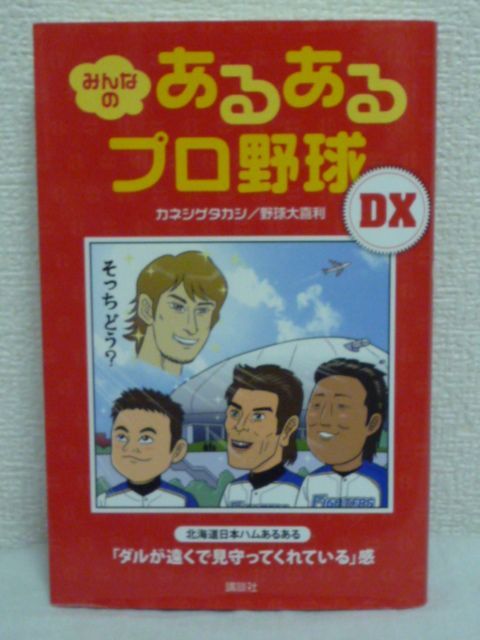 みんなの
あるある
プロ野球
DX
カネシゲタカシ/野球大喜利
そっちどう?
FIGHTERS
FIGHTERS
北海道日本ハムあるある
「ダルが遠くで見守ってくれている」感
講談社